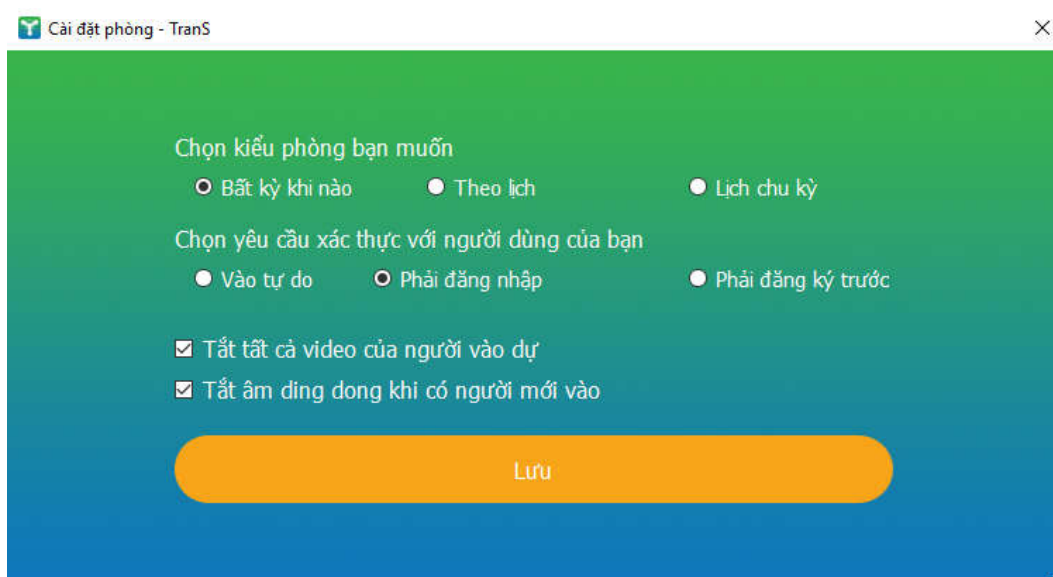 Cài đặt phòng - TranS
Chọn kiểu phòng bạn muốn
Bất kỳ khi nào Theo lịch Lịch chu kỳ
Chọn yêu cầu xác thực với người dùng của bạn
Vào tự do Phải đăng nhập Phải đăng ký trước
Tắt tất cả video của người vào dự
Tắt âm ding dong khi có người mới vào
Lưu